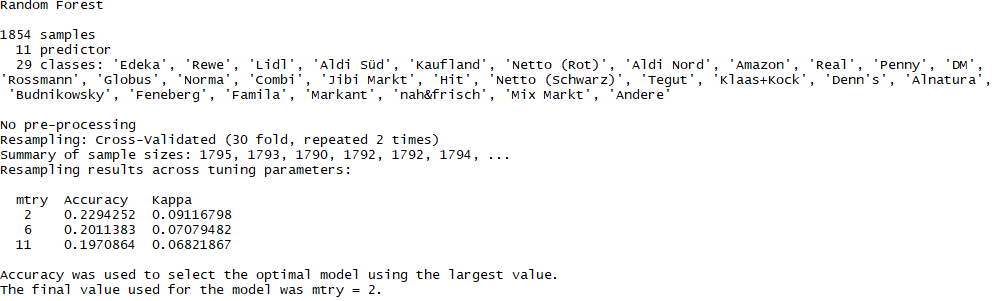 Random Forest
1854 samples
11 predictor
29 classes: 'Edeka', 'Rewe', 'Lidl', 'Aldi Süd', 'Kaufland', 'Netto (Rot)', 'Aldi Nord', 'Amazon', 'Real', 'Penny', 'DM',
'Rossmann', 'Globus', 'Norma', 'Combi', 'Jibi Markt', 'Hit', 'Netto (Schwarz)', 'Tegut', 'Klaas+Kock', 'Denn's', 'Alnatura',
'Budnikowsky', 'Feneberg', 'Famila', 'Markant', 'nah&frisch', 'Mix Markt', 'Andere'
No pre-processing
Resampling: Cross-Validated (30 fold, repeated 2 times)
Summary of sample sizes: 1795, 1793, 1790, 1792, 1792, 1794, ...
Resampling results across tuning parameters:
mtry Accuracy Kappa
2 0.2294252 0.09116798
6 0.2011383 0.07079482
11 0.1970864 0.06821867
Accuracy was used to select the optimal model using the largest value.
The final value used for the model was mtry = 2.